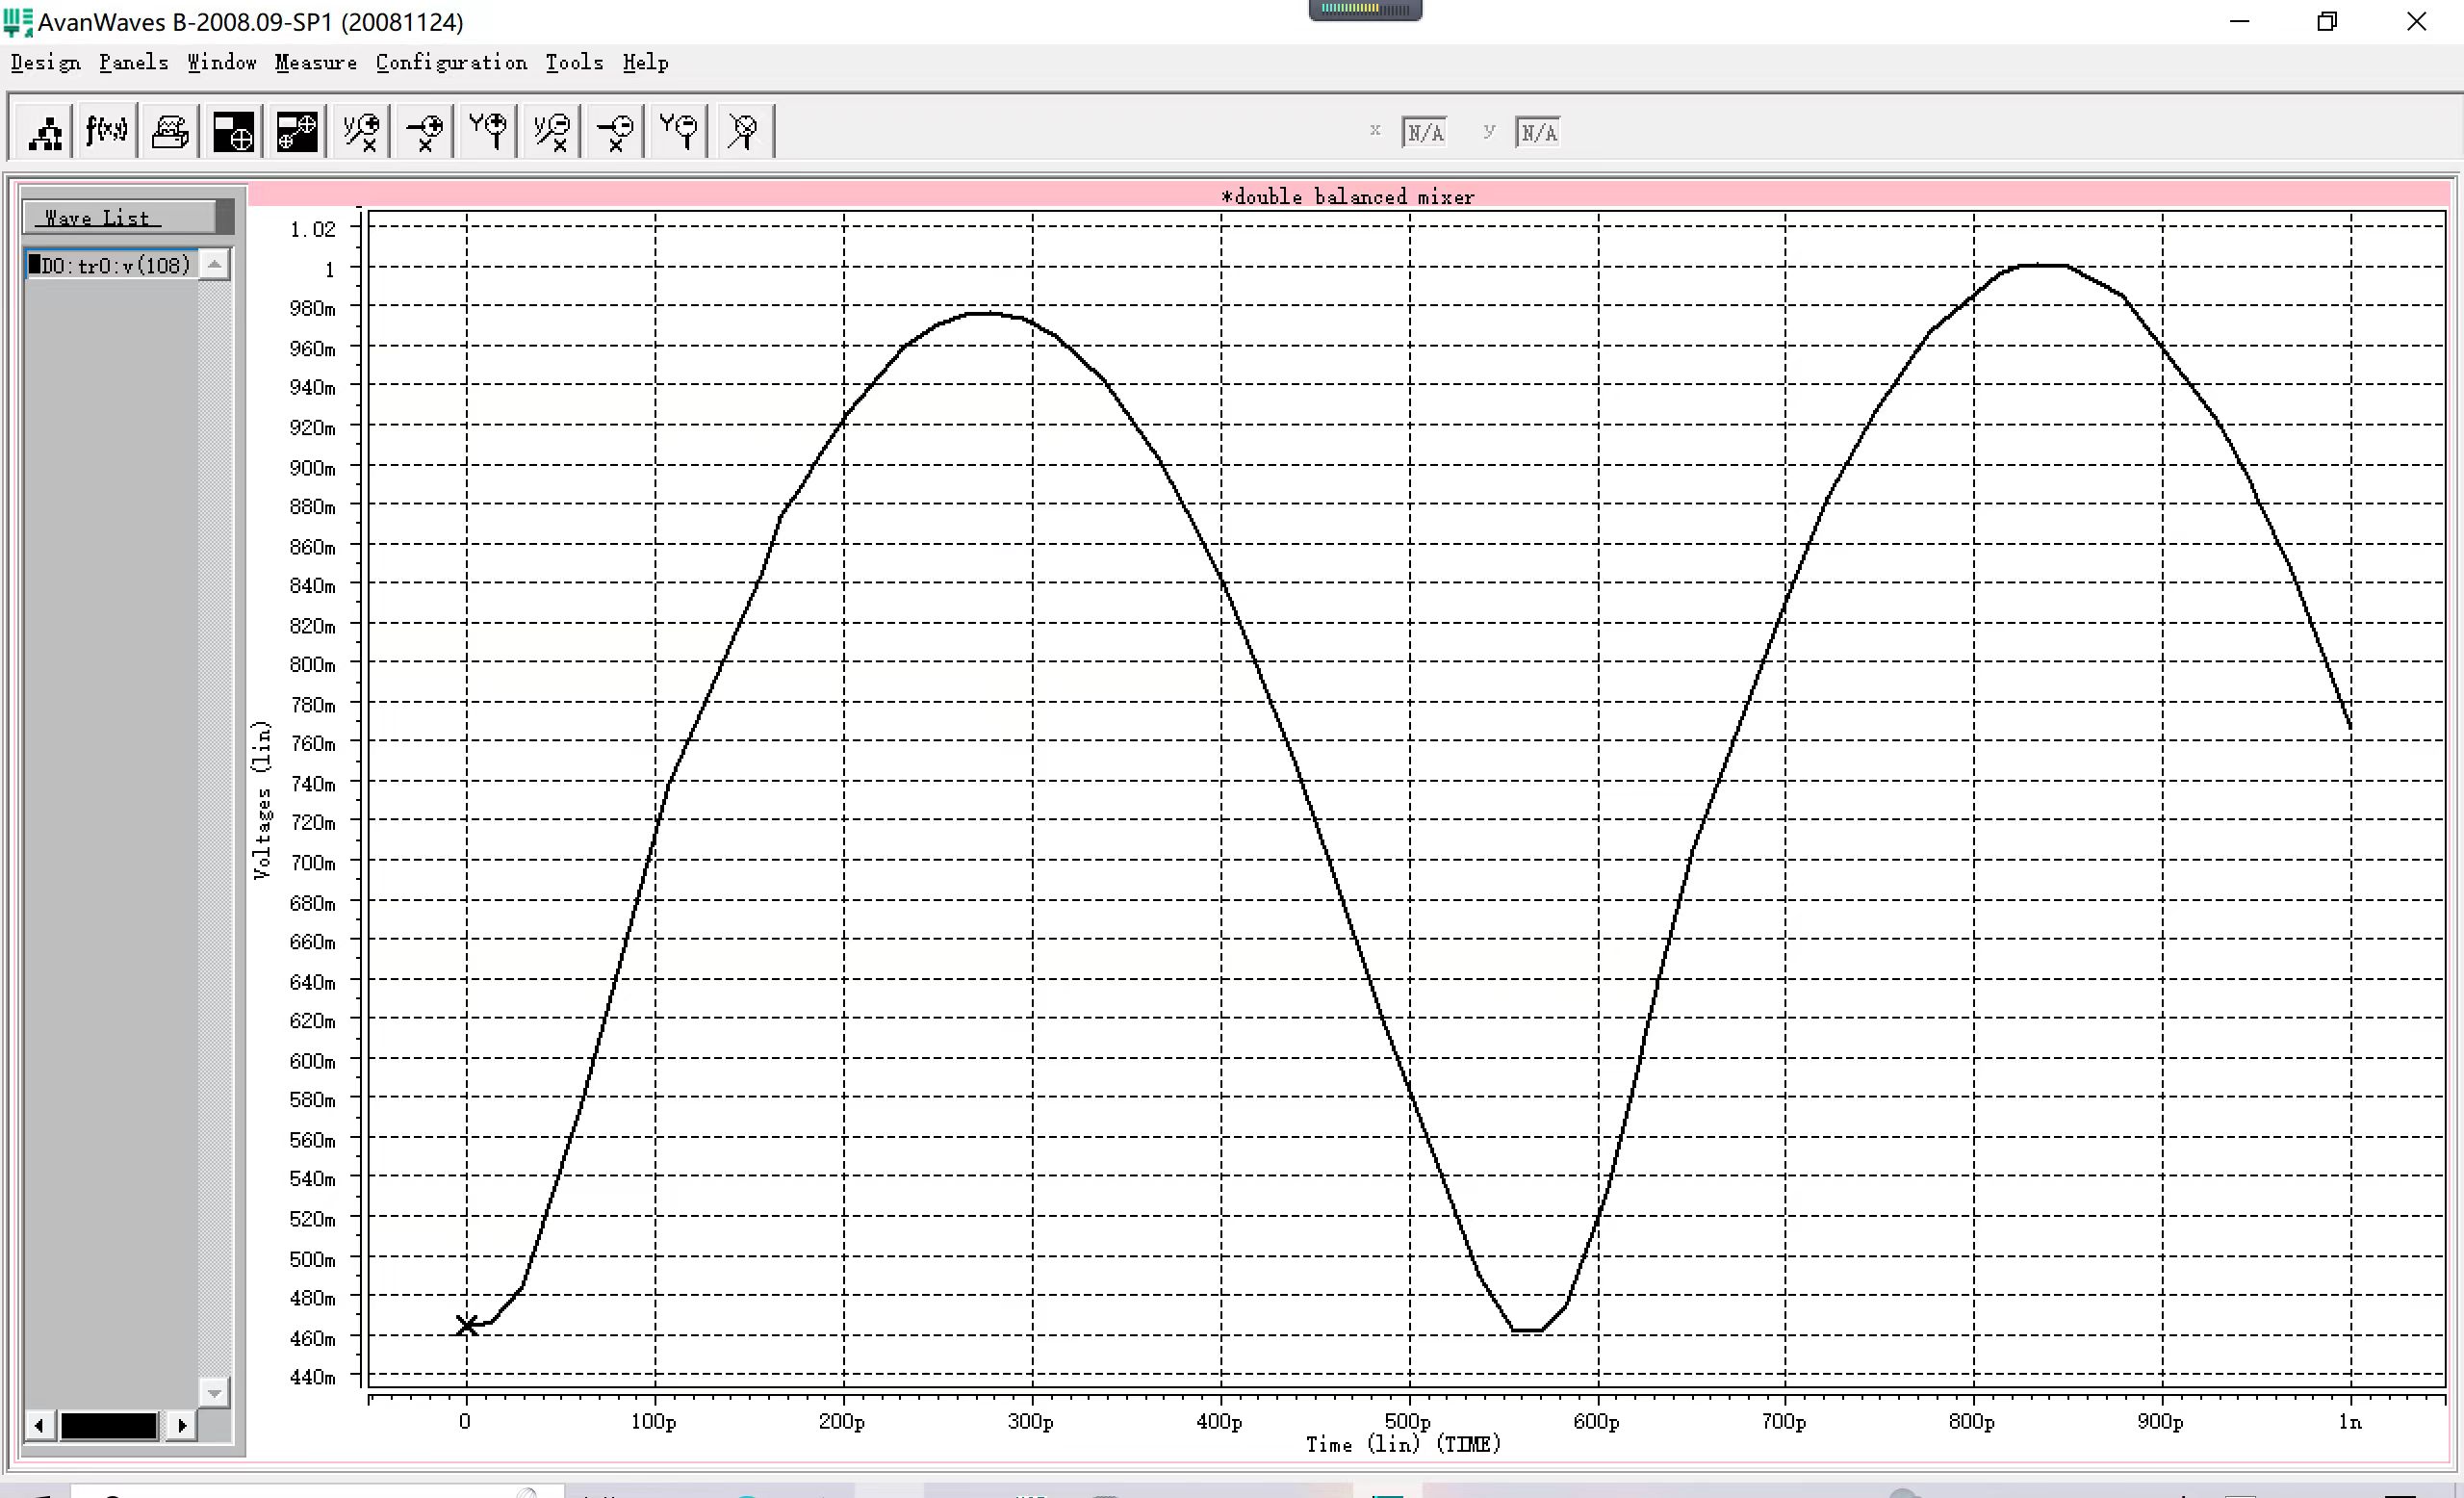 AvanWaves B-2008.09-SP1 (20081124)
Design Panels Window Measure Configuration Tools Help
f(x,y) x N/A y N/A
*double balanced mixer
Wave List
D0:tr0:v(108)
Voltages (lin)
1.02
1
980m
960m
940m
920m
900m
880m
860m
840m
820m
800m
780m
760m
740m
720m
700m
680m
660m
640m
620m
600m
580m
560m
540m
520m
500m
480m
460m
440m
0 100p 200p 300p 400p 500p 600p 700p 800p 900p 1n
Time (lin) (TIME)